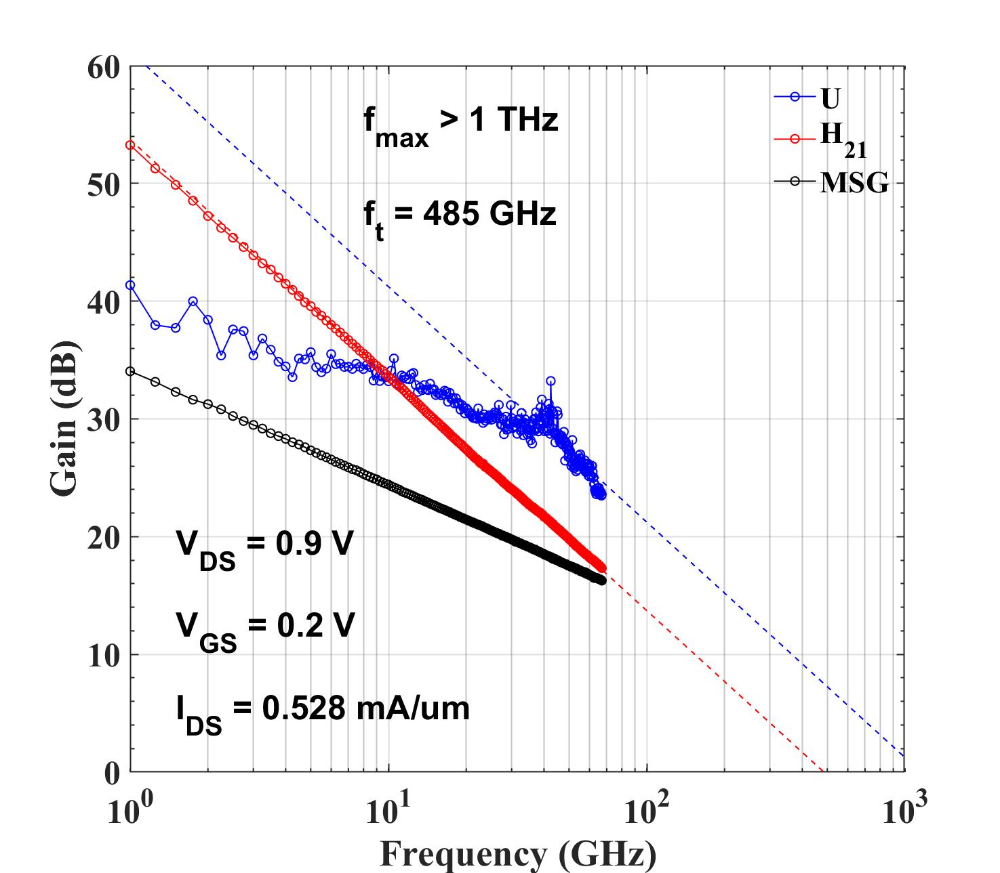 60
50
40
30
20
10
0
Gain (dB)
f_max > 1 THz
f_t = 485 GHz
U
H_21
MSG
V_DS = 0.9 V
V_GS = 0.2 V
I_DS = 0.528 mA/um
10^0 10^1 10^2 10^3
Frequency (GHz)